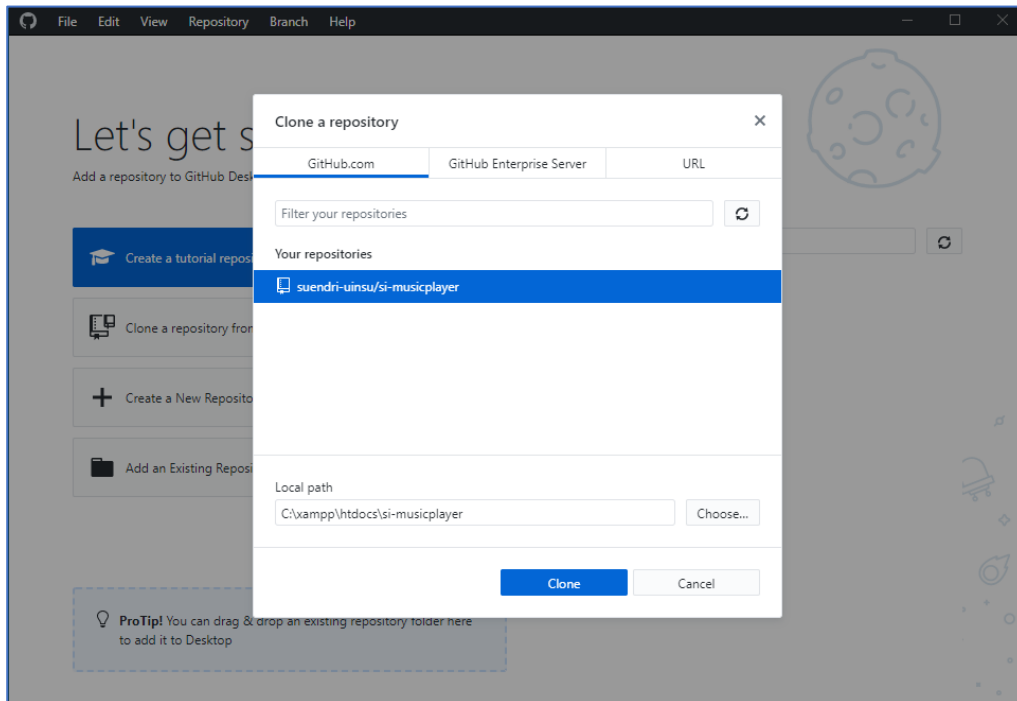 File Edit View Repository Branch Help
Let's get s
Add a repository to GitHub Desk
Create a tutorial reposi
Clone a repository from
Create a New Reposito
Add an Existing Reposi
ProTip! You can drag & drop an existing repository folder here
to add it to Desktop
Clone a repository
GitHub.com GitHub Enterprise Server URL
Filter your repositories
Your repositories
suendri-uinsu/si-musicplayer
Local path
C:\xampp\htdocs\si-musicplayer Choose...
Clone Cancel